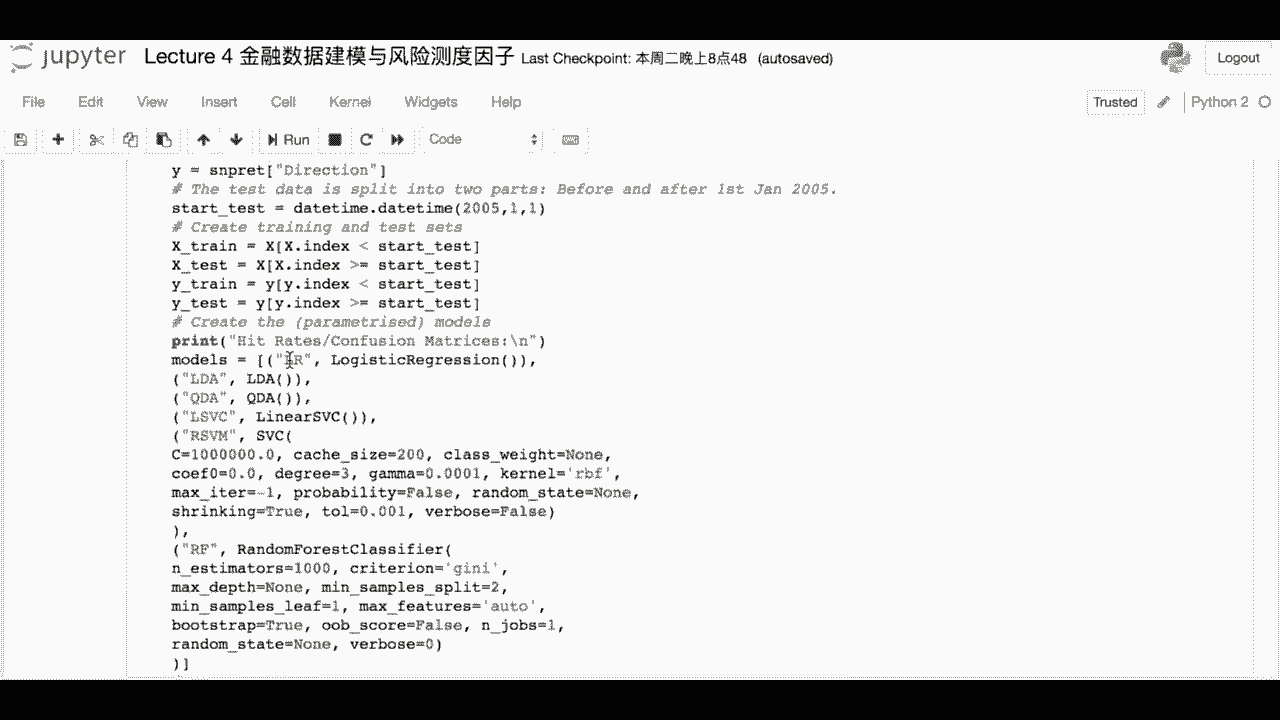 jupyter Lecture 4 金融数据建模与风险测度因子 Last Checkpoint: 本周二晚上8点48 (autosaved)
Logout
File Edit View Insert Cell Kernel Widgets Help
Trusted Python 2
Run Code
y = snpret["Direction"]
# The test data is split into two parts: Before and after 1st Jan 2005.
start_test = datetime.datetime(2005,1,1)
# Create training and test sets
X_train = X[X.index < start_test]
X_test = X[X.index >= start_test]
y_train = y[y.index < start_test]
y_test = y[y.index >= start_test]
# Create the (parametrised) models
print("Hit Rates/Confusion Matrices:\n")
models = [("LR", LogisticRegression()),
("LDA", LDA()),
("QDA", QDA()),
("LSVC", LinearSVC()),
("RSVM", SVC(
C=1000000.0, cache_size=200, class_weight=None,
coef0=0.0, degree=3, gamma=0.0001, kernel='rbf',
max_iter=-1, probability=False, random_state=None,
shrinking=True, tol=0.001, verbose=False)
),
("RF", RandomForestClassifier(
n_estimators=1000, criterion='gini',
max_depth=None, min_samples_split=2,
min_samples_leaf=1, max_features='auto',
bootstrap=True, oob_score=False, n_jobs=1,
random_state=None, verbose=0)
)]